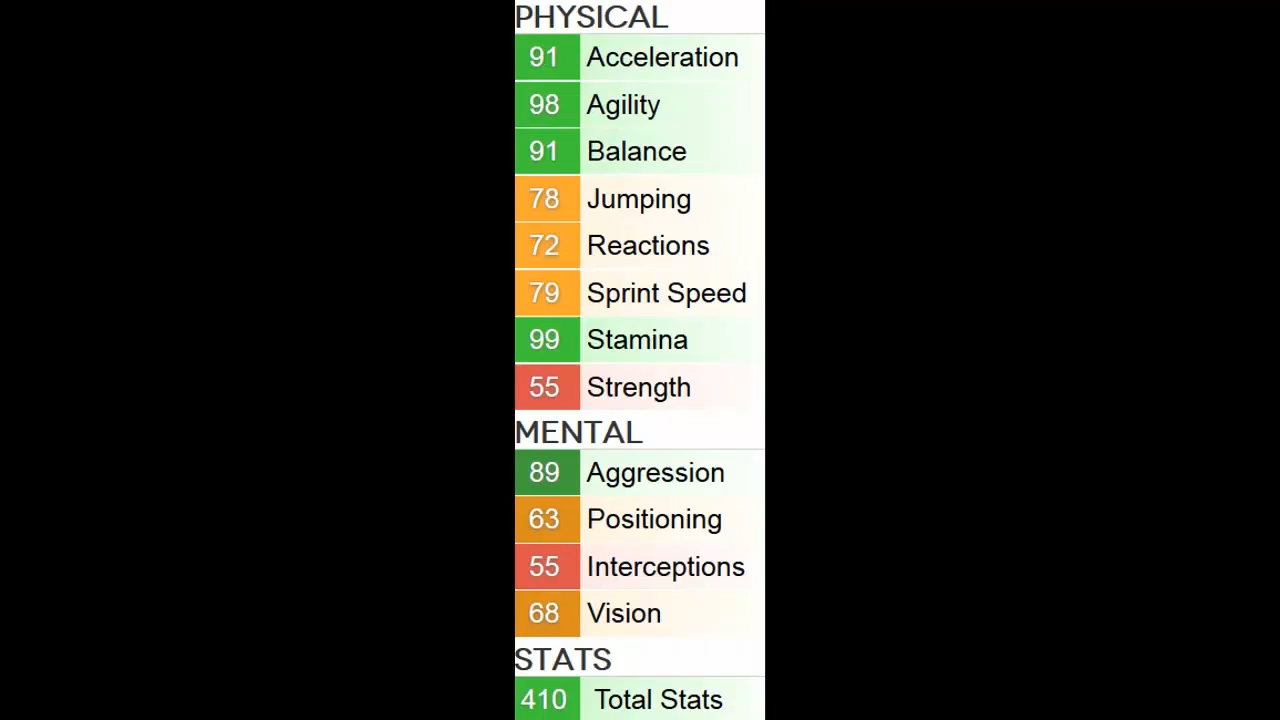 PHYSICAL
91 Acceleration
98 Agility
91 Balance
78 Jumping
72 Reactions
79 Sprint Speed
99 Stamina
55 Strength
MENTAL
89 Aggression
63 Positioning
55 Interceptions
68 Vision
STATS
410 Total Stats